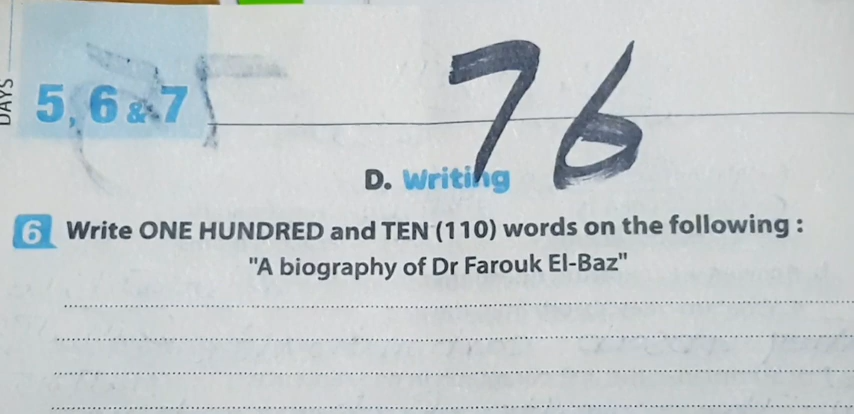 DAYS
5, 6 & 7
76
D. Writing
6 Write ONE HUNDRED and TEN (110) words on the following :
"A biography of Dr Farouk El-Baz"